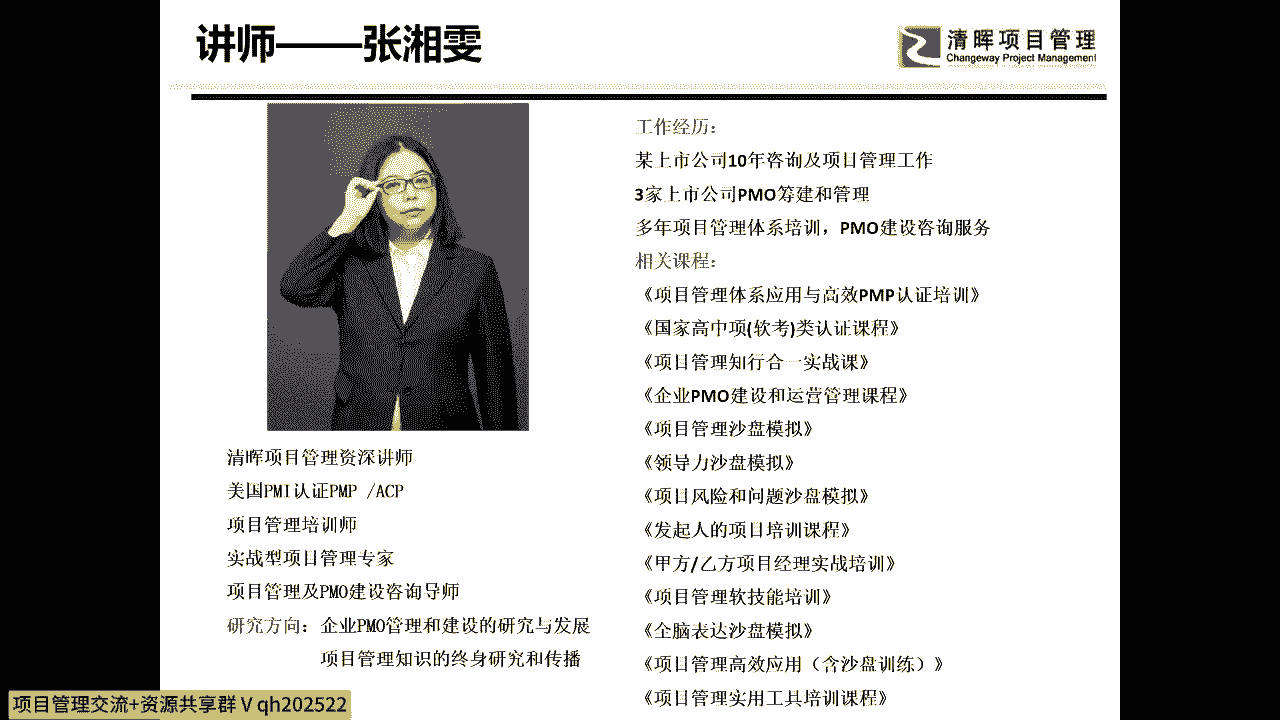 讲师——张湘雯
清晖项目管理
Changeway Project Management
清晖项目管理资深讲师
美国PMI认证PMP /ACP
项目管理培训师
实战型项目管理专家
项目管理及PMO建设咨询导师
研究方向：企业PMO管理和建设的研究与发展
项目管理知识的终身研究和传播
工作经历：
某上市公司10年咨询及项目管理工作
3家上市公司PMO筹建和管理
多年项目管理体系培训，PMO建设咨询服务
相关课程：
《项目管理体系应用与高效PMP认证培训》
《国家高中项(软考)类认证课程》
《项目管理知行合一实战课》
《企业PMO建设和运营管理课程》
《项目管理沙盘模拟》
《领导力沙盘模拟》
《项目风险和问题沙盘模拟》
《发起人的项目培训课程》
《甲方/乙方项目经理实战培训》
《项目管理软技能培训》
《全脑表达沙盘模拟》
《项目管理高效应用（含沙盘训练）》
《项目管理实用工具培训课程》
项目管理交流+资源共享群 V qh202522